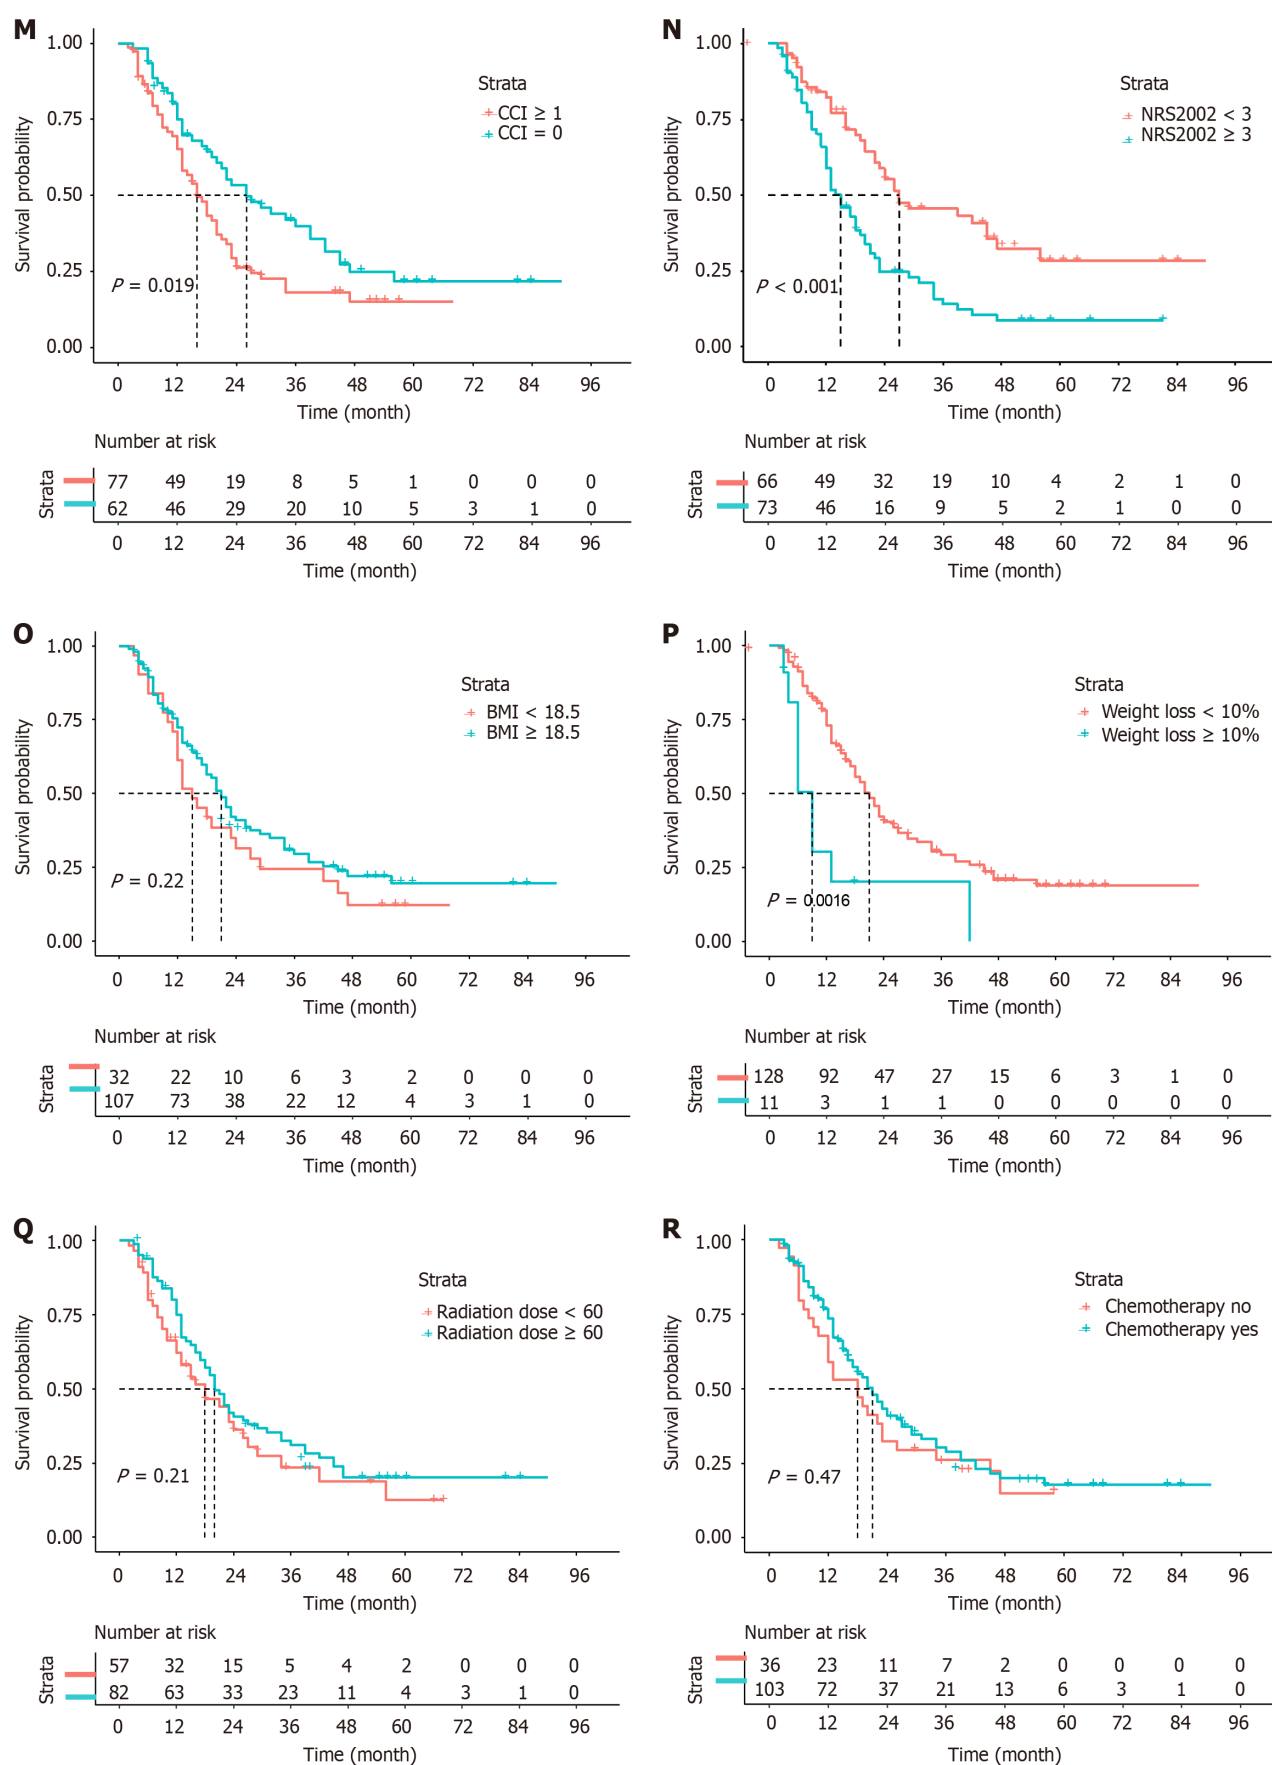 M
1.00
0.75
0.50
0.25
0.00
Survival probability
Strata
CCI ≥ 1
CCI = 0
P = 0.019
0 12 24 36 48 60 72 84 96
Time (month)
Number at risk
Strata
77 49 19 8 5 1 0 0 0
62 46 29 20 10 5 3 1 0
0 12 24 36 48 60 72 84 96
Time (month)
N
1.00
0.75
0.50
0.25
0.00
Survival probability
Strata
NRS2002 < 3
NRS2002 ≥ 3
P < 0.001
0 12 24 36 48 60 72 84 96
Time (month)
Number at risk
Strata
66 49 32 19 10 4 2 1 0
73 46 16 9 5 2 1 0 0
0 12 24 36 48 60 72 84 96
Time (month)
O
1.00
0.75
0.50
0.25
0.00
Survival probability
Strata
BMI < 18.5
BMI ≥ 18.5
P = 0.22
0 12 24 36 48 60 72 84 96
Time (month)
Number at risk
Strata
32 22 10 6 3 2 0 0 0
107 73 38 22 12 4 3 1 0
0 12 24 36 48 60 72 84 96
Time (month)
P
1.00
0.75
0.50
0.25
0.00
Survival probability
Strata
Weight loss < 10%
Weight loss ≥ 10%
P = 0.0016
0 12 24 36 48 60 72 84 96
Time (month)
Number at risk
Strata
128 92 47 27 15 6 3 1 0
11 3 1 1 0 0 0 0 0
0 12 24 36 48 60 72 84 96
Time (month)
Q
1.00
0.75
0.50
0.25
0.00
Survival probability
Strata
Radiation dose < 60
Radiation dose ≥ 60
P = 0.21
0 12 24 36 48 60 72 84 96
Time (month)
Number at risk
Strata
57 32 15 5 4 2 0 0 0
82 63 33 23 11 4 3 1 0
0 12 24 36 48 60 72 84 96
Time (month)
R
1.00
0.75
0.50
0.25
0.00
Survival probability
Strata
Chemotherapy no
Chemotherapy yes
P = 0.47
0 12 24 36 48 60 72 84 96
Time (month)
Number at risk
Strata
36 23 11 7 2 0 0 0 0
103 72 37 21 13 6 3 1 0
0 12 24 36 48 60 72 84 96
Time (month)